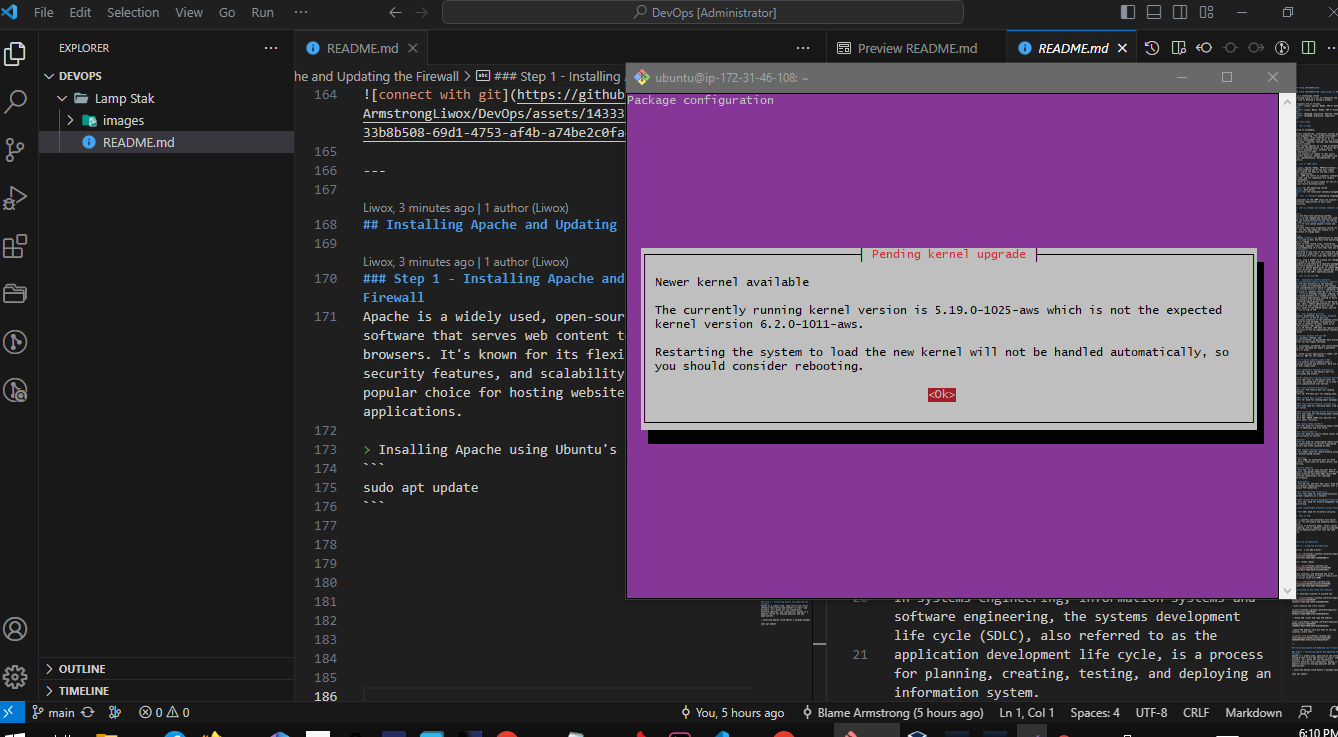 File Edit Selection View Go Run ···
DevOps [Administrator]
EXPLORER
DEVOPS
Lamp Stak
images
README.md
OUTLINE
TIMELINE
README.md
he and Updating the Firewall > ### Step 1 - Installing
164 ![connect with git](https://github
ArmstrongLiwox/DevOps/assets/14333
33b8b508-69d1-4753-af4b-a74be2c0fa
165
166 ---
167
Liwox, 3 minutes ago | 1 author (Liwox)
168 ## Installing Apache and Updating
169
Liwox, 3 minutes ago | 1 author (Liwox)
170 ### Step 1 - Installing Apache and
Firewall
171 Apache is a widely used, open-sour
software that serves web content t
browsers. It's known for its flexi
security features, and scalability
popular choice for hosting website
applications.
172
173 > Insalling Apache using Ubuntu's
174 ```
175 sudo apt update
176 ```
177
178
179
180
181
182
183
184
185
186
Preview README.md
README.md
ubuntu@ip-172-31-46-108: ~
Package configuration
Pending kernel upgrade
Newer kernel available
The currently running kernel version is 5.19.0-1025-aws which is not the expected
kernel version 6.2.0-1011-aws.
Restarting the system to load the new kernel will not be handled automatically, so
you should consider rebooting.
<Ok>
In systems engineering, information systems and
software engineering, the systems development
life cycle (SDLC), also referred to as the
21 application development life cycle, is a process
for planning, creating, testing, and deploying an
information system.
main
0 0
You, 5 hours ago
Blame Armstrong (5 hours ago)
Ln 1, Col 1
Spaces: 4
UTF-8
CRLF
Markdown
6:10 PM